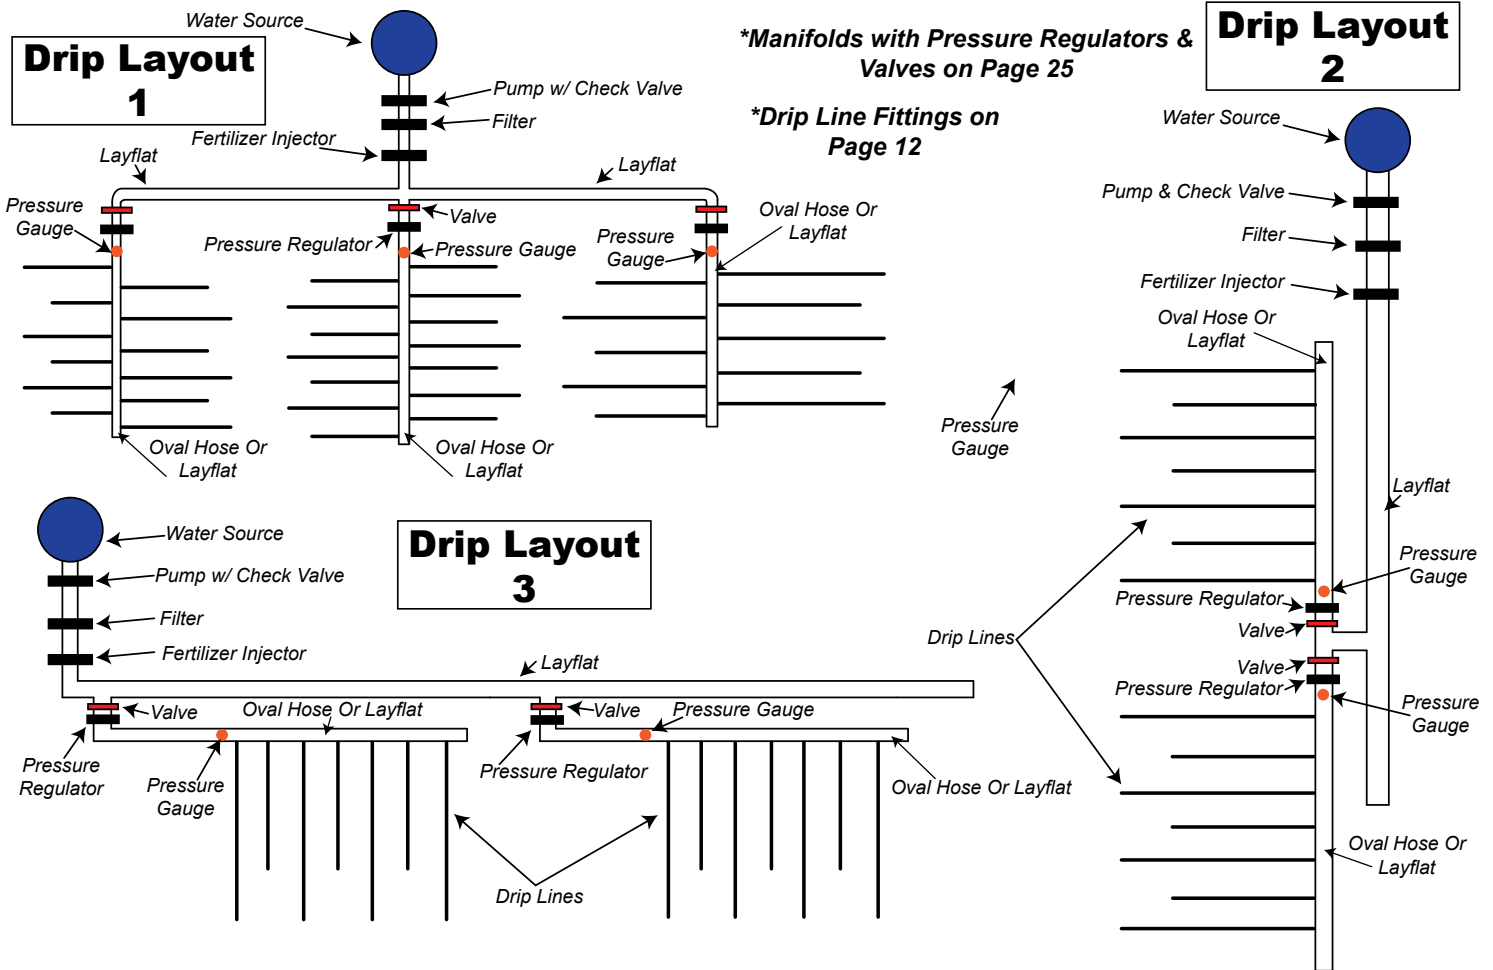 Water Source
Drip Layout
1
Pump w/ Check Valve
Filter
Fertilizer Injector
Layflat
Layflat
Pressure
Gauge
Valve
Pressure Regulator
Pressure Gauge
Pressure
Gauge
Oval Hose Or
Layflat
Oval Hose Or
Layflat
Oval Hose Or
Layflat
*Manifolds with Pressure Regulators &
Valves on Page 25
*Drip Line Fittings on
Page 12
Drip Layout
2
Water Source
Pump & Check Valve
Filter
Fertilizer Injector
Oval Hose Or
Layflat
Pressure
Gauge
Layflat
Pressure
Gauge
Pressure Regulator
Valve
Drip Lines
Valve
Pressure Regulator
Pressure
Gauge
Oval Hose Or
Layflat
Drip Layout
3
Water Source
Pump w/ Check Valve
Filter
Fertilizer Injector
Layflat
Valve
Oval Hose Or Layflat
Valve
Pressure Gauge
Pressure
Regulator
Pressure
Gauge
Pressure Regulator
Oval Hose Or Layflat
Drip Lines